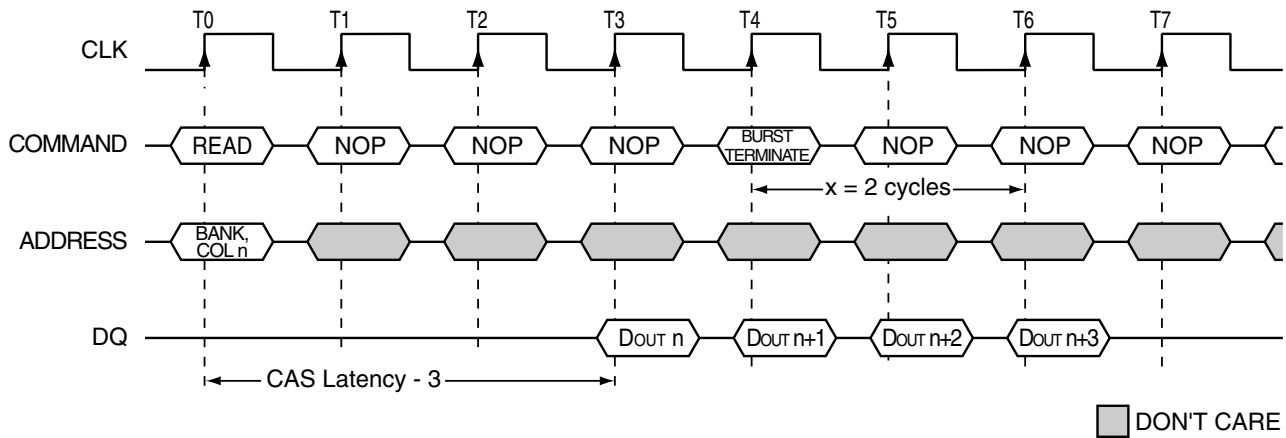 T0 T1 T2 T3 T4 T5 T6 T7
CLK
COMMAND READ NOP NOP NOP BURST TERMINATE NOP NOP NOP
x = 2 cycles
ADDRESS BANK, COL n
DQ DOUT n DOUT n+1 DOUT n+2 DOUT n+3
CAS Latency - 3
DON'T CARE